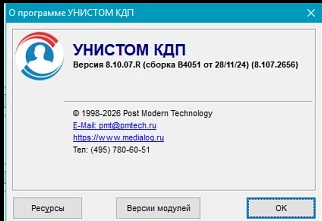 О программе УНИСТОМ КДП
УНИСТОМ КДП
Версия 8.10.07.R (сборка B4051 от 28/11/24) (8.107.2656)
© 1998-2026 Post Modern Technology
E-Mail: pmt@pmtech.ru
https://www.medialog.ru
Тел: (495) 780-60-51
Ресурсы
Версии модулей
OK